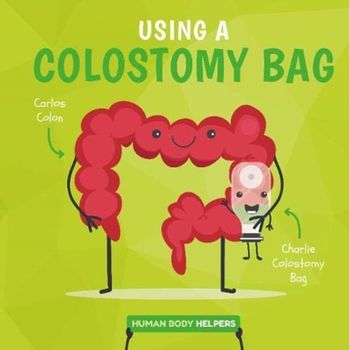 USING A
COLOSTOMY BAG
Carlos
Colon
Charlie
Colostomy
Bag
HUMAN BODY HELPERS